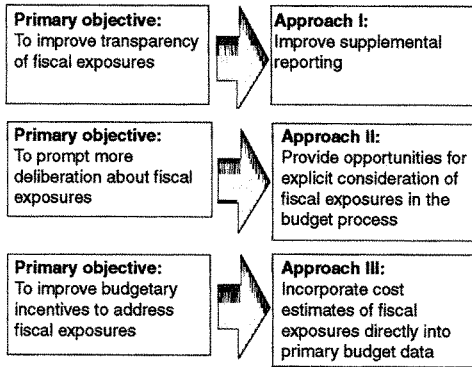 Primary objective:
To improve transparency
of fiscal exposures
Approach I:
Improve supplemental
reporting
Primary objective:
To prompt more
deliberation about fiscal
exposures
Approach II:
Provide opportunities for
explicit consideration of
fiscal exposures in the
budget process
Primary objective:
To improve budgetary
incentives to address
fiscal exposures
Approach III:
Incorporate cost
estimates of fiscal
exposures directly into
primary budget data